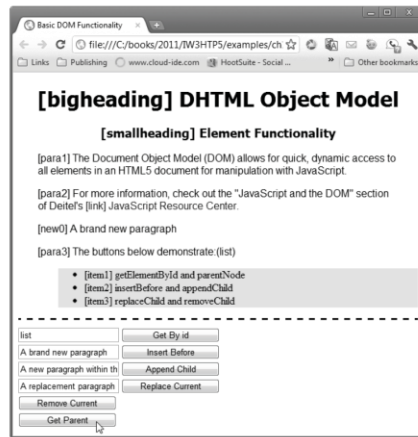 Basic DOM Functionality
file:///C:/books/2011/IW3HTP5/examples/ch
Links Publishing www.cloud-ide.com HootSuite - Social ... » Other bookmarks
[bigheading] DHTML Object Model
[smallheading] Element Functionality
[para1] The Document Object Model (DOM) allows for quick, dynamic access to
all elements in an HTML5 document for manipulation with JavaScript.
[para2] For more information, check out the "JavaScript and the DOM" section
of Deitel's [link] JavaScript Resource Center.
[new0] A brand new paragraph
[para3] The buttons below demonstrate:(list)
• [item1] getElementById and parentNode
• [item2] insertBefore and appendChild
• [item3] replaceChild and removeChild
list Get By id
A brand new paragraph Insert Before
A new paragraph within th Append Child
A replacement paragraph Replace Current
Remove Current
Get Parent